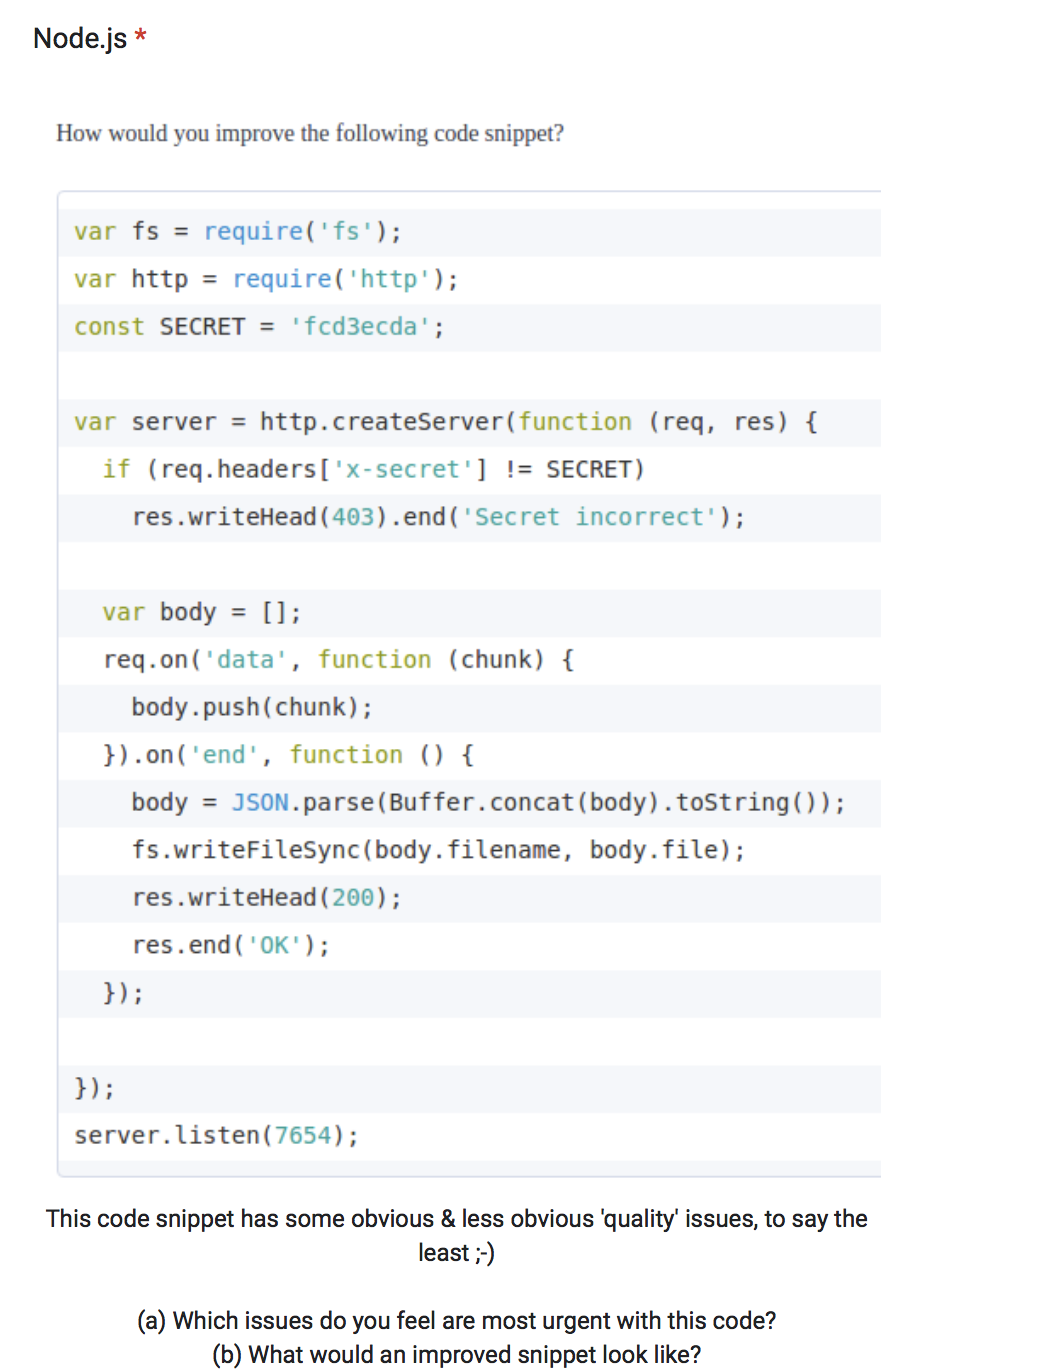 Node.js *
How would you improve the following code snippet?
var fs = require('fs');
var http = require('http');
const SECRET = 'fcd3ecda';
var server = http.createServer(function (req, res) {
  if (req.headers['x-secret'] != SECRET)
    res.writeHead(403).end('Secret incorrect');
  var body = [];
  req.on('data', function (chunk) {
    body.push(chunk);
  }).on('end', function () {
    body = JSON.parse(Buffer.concat(body).toString());
    fs.writeFileSync(body.filename, body.file);
    res.writeHead(200);
    res.end('OK');
  });
});
server.listen(7654);
This code snippet has some obvious & less obvious 'quality' issues, to say the
least ;-)
(a) Which issues do you feel are most urgent with this code?
(b) What would an improved snippet look like?